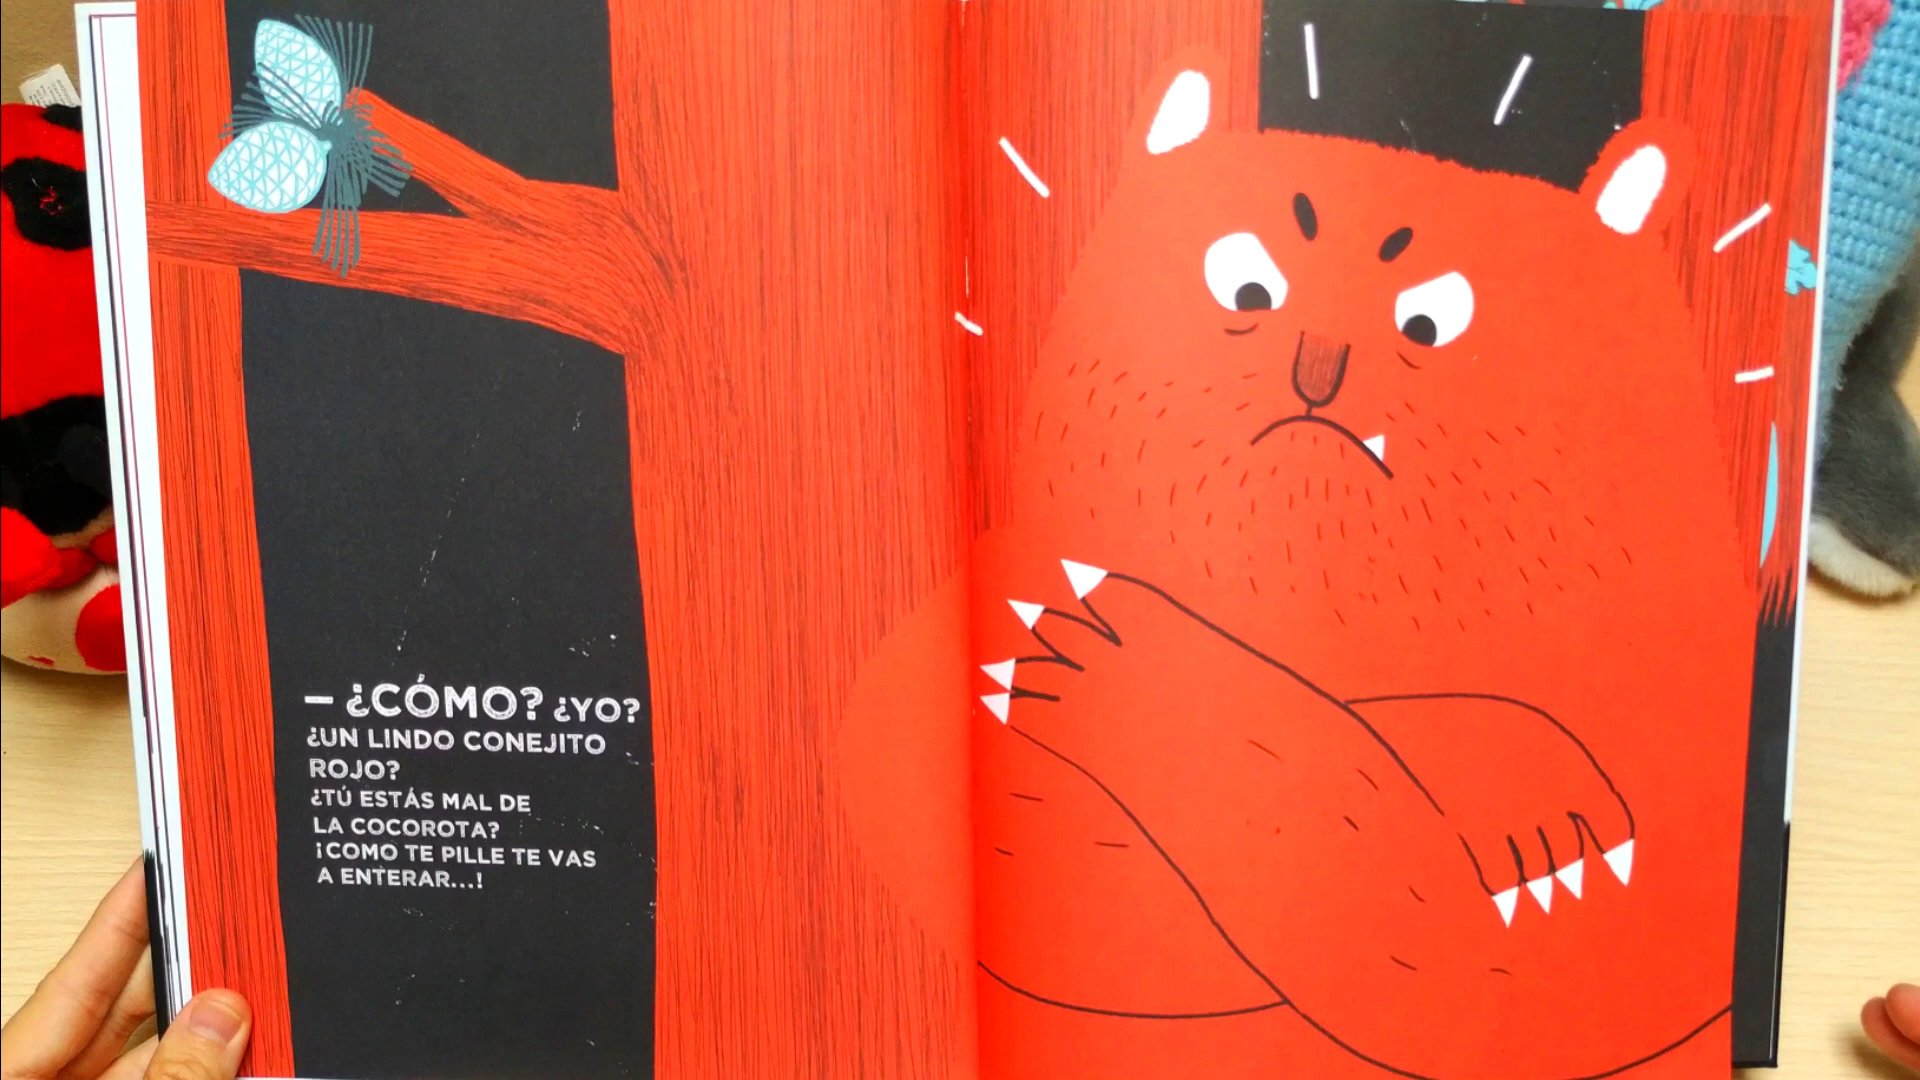 — ¿CÓMO? ¿YO?
¿UN LINDO CONEJITO
ROJO?
¿TÚ ESTÁS MAL DE
LA COCOROTA?
¡COMO TE PILLE TE VAS
A ENTERAR...!